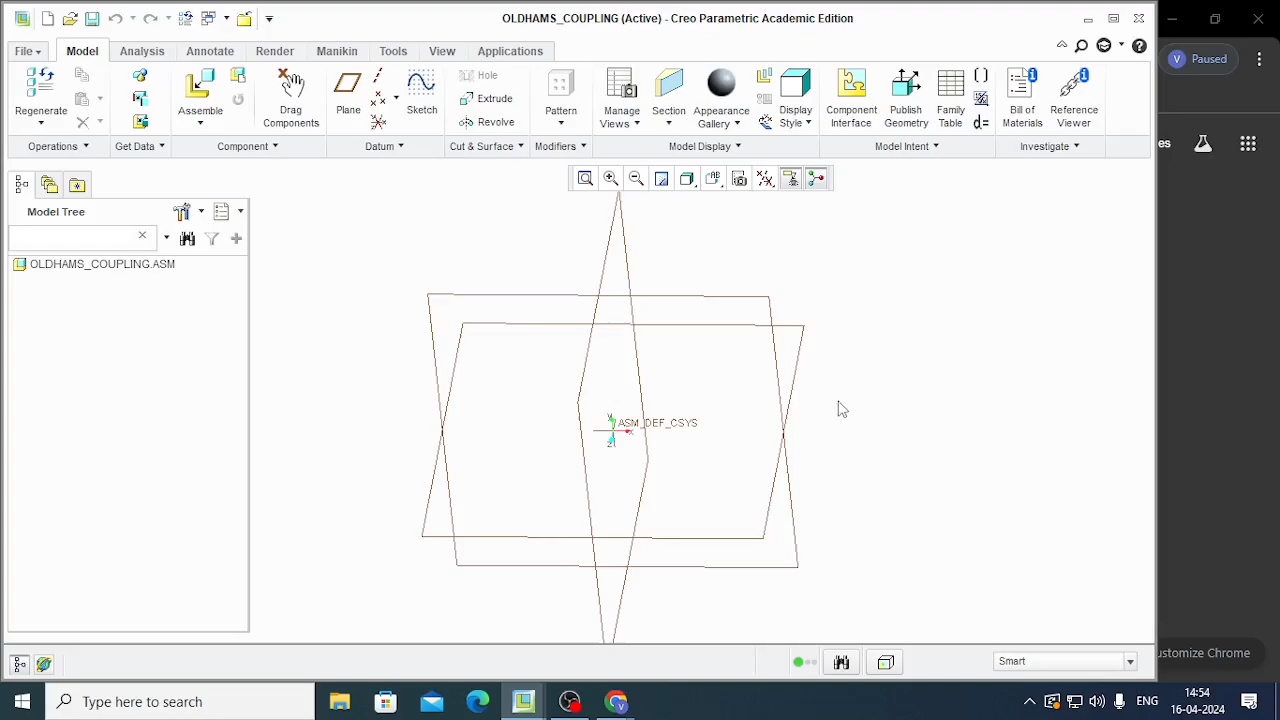 OLDHAMS_COUPLING (Active) - Creo Parametric Academic Edition
File Model Analysis Annotate Render Manikin Tools View Applications
Regenerate
Assemble
Drag Components
Plane
Sketch
Hole
Extrude
Revolve
Pattern
Manage Views
Section
Appearance Gallery
Display Style
Component Interface
Publish Geometry
Family Table
d=
Bill of Materials
Reference Viewer
Operations Get Data Component Datum Cut & Surface Modifiers Model Display Model Intent Investigate
Model Tree
OLDHAMS_COUPLING.ASM
Y
ASM_DEF_CSYS
X
Z
Smart
V Paused
es
ustomize Chrome
Type here to search
V
ENG
14:54
16-04-2024